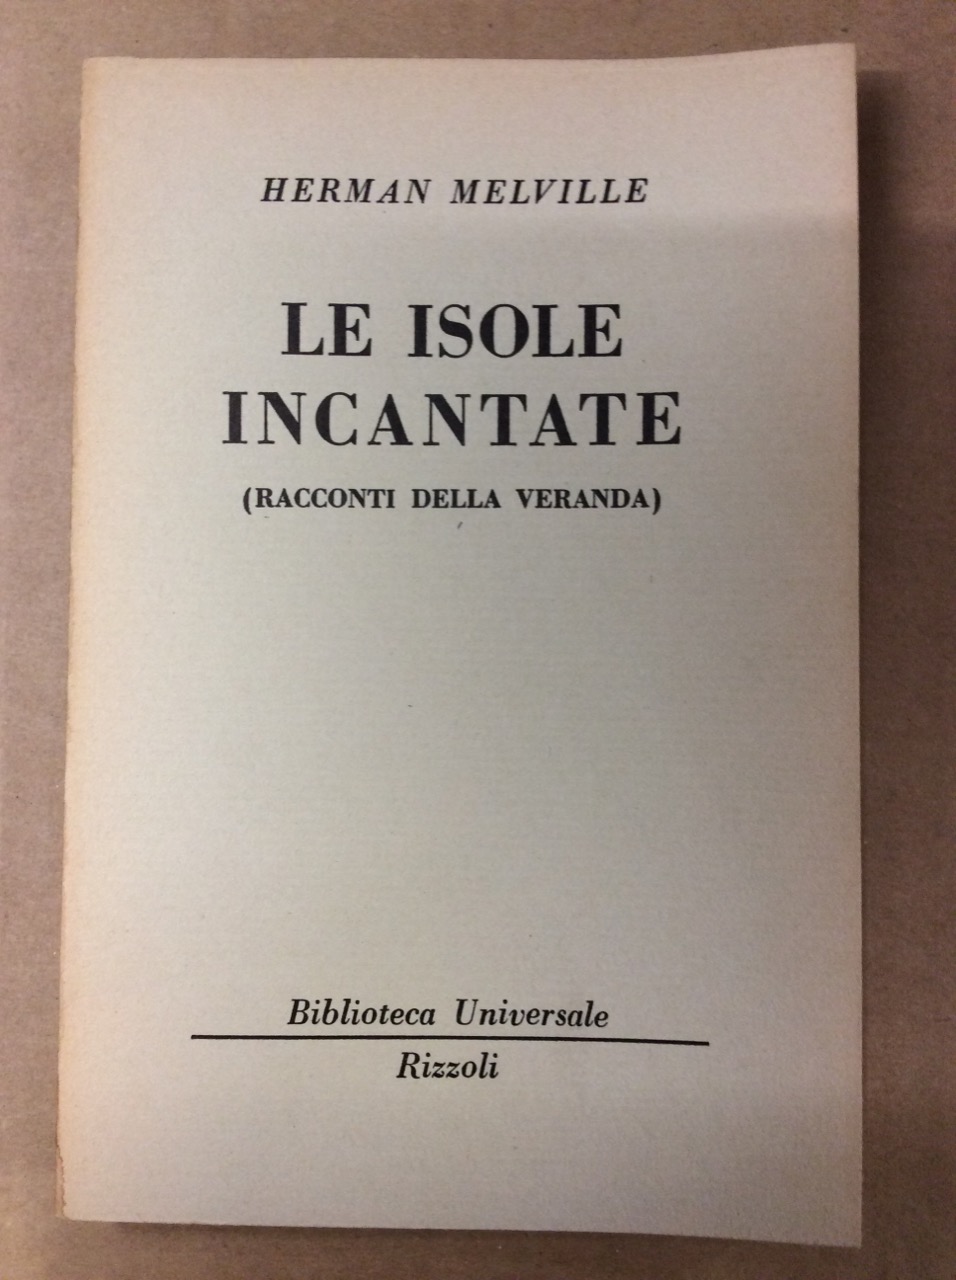 HERMAN MELVILLE
LE ISOLE
INCANTATE
(RACCONTI DELLA VERANDA)
Biblioteca Universale
Rizzoli